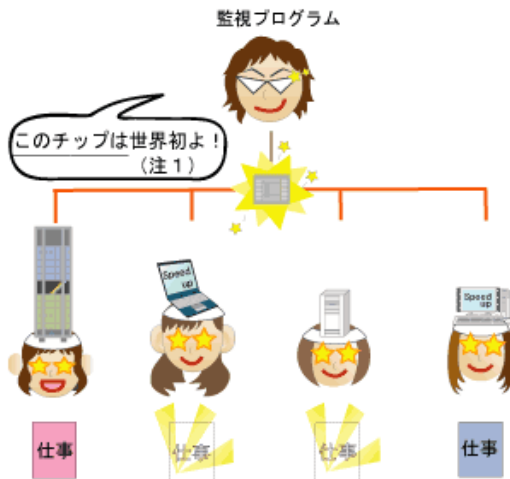 監視プログラム
このチップは世界初よ！
（注１）
Speed
up
Speed
up
仕事
仕事
仕事
仕事